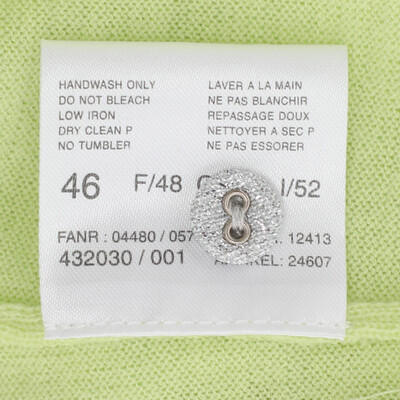 HANDWASH ONLY
DO NOT BLEACH
LOW IRON
DRY CLEAN P
NO TUMBLER
LAVER A LA MAIN
NE PAS BLANCHIR
REPASSAGE DOUX
NETTOYER A SEC P
NE PAS ESSORER
46 F/48 I/52
FANR : 04480 / 057 12413
432030 / 001 24607